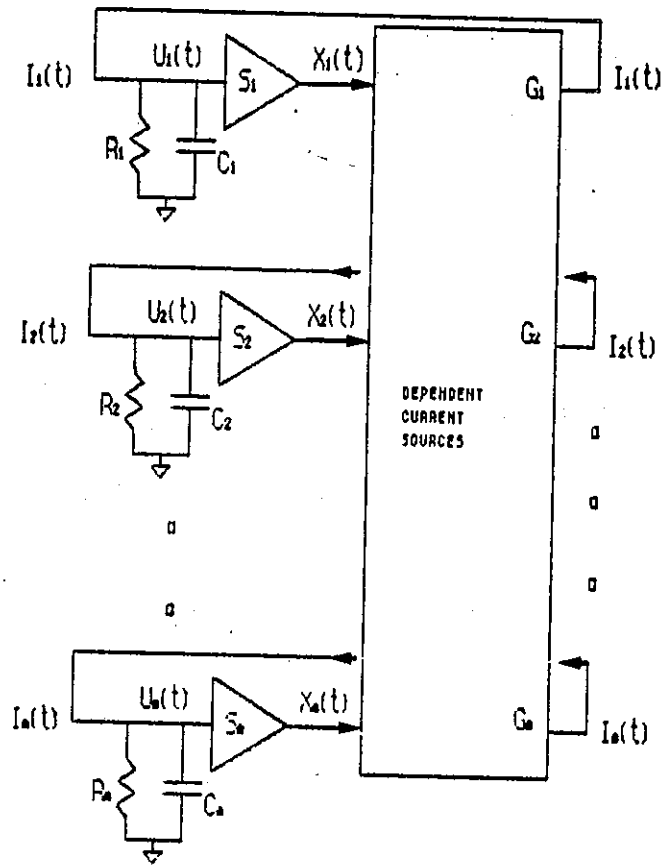 I₁(t) U₁(t) S₁ X₁(t) G₁ I₁(t)
R₁ C₁
I₂(t) U₂(t) S₂ X₂(t) G₂ I₂(t)
R₂ C₂
DEPENDENT
CURRENT
SOURCES
Iₙ(t) Uₙ(t) Sₙ Xₙ(t) Gₙ Iₙ(t)
Rₙ Cₙ